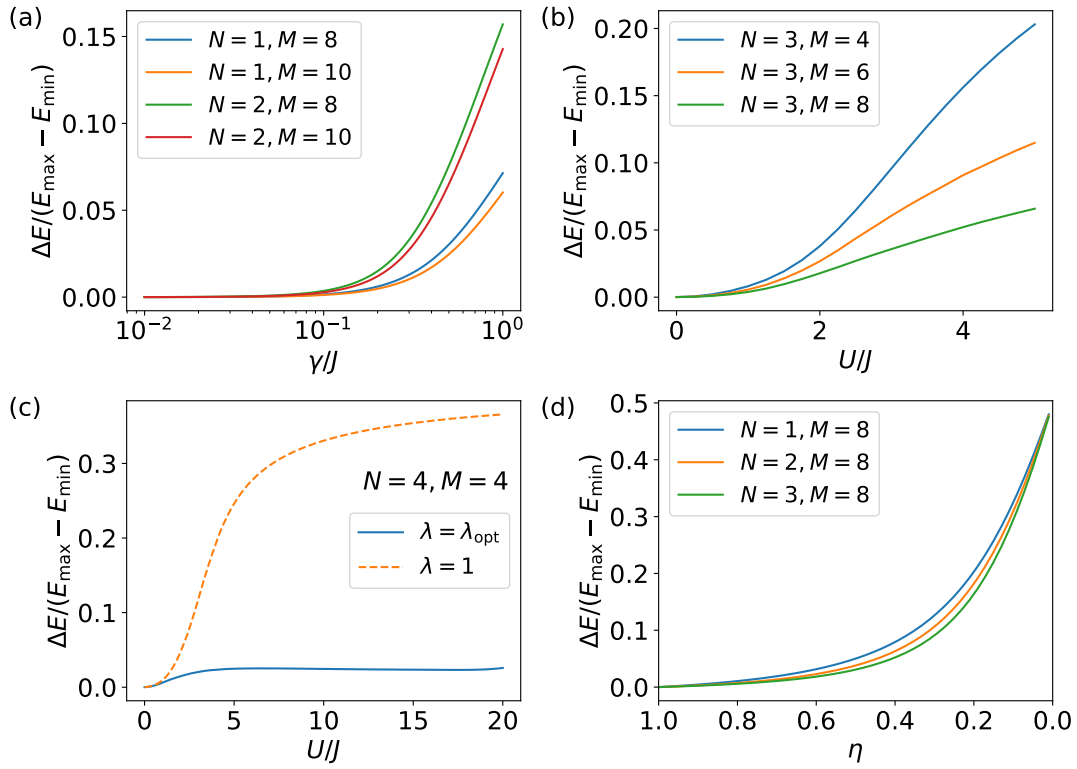 (a)
ΔE/(E_max − E_min)
0.15
0.10
0.05
0.00
N = 1, M = 8
N = 1, M = 10
N = 2, M = 8
N = 2, M = 10
10^−2
10^−1
10^0
γ/J
(b)
ΔE/(E_max − E_min)
0.20
0.15
0.10
0.05
0.00
N = 3, M = 4
N = 3, M = 6
N = 3, M = 8
0
2
4
U/J
(c)
ΔE/(E_max − E_min)
0.3
0.2
0.1
0.0
N = 4, M = 4
λ = λ_opt
λ = 1
0
5
10
15
20
U/J
(d)
ΔE/(E_max − E_min)
0.5
0.4
0.3
0.2
0.1
0.0
N = 1, M = 8
N = 2, M = 8
N = 3, M = 8
1.0
0.8
0.6
0.4
0.2
0.0
η